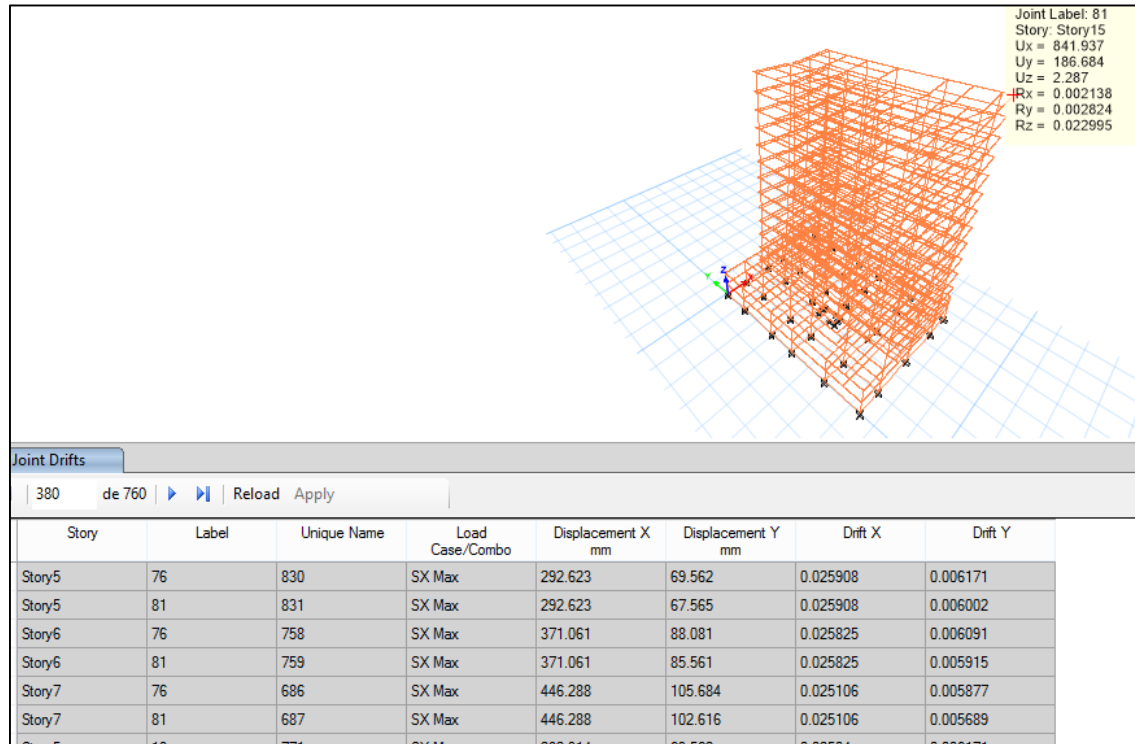 Joint Label: 81
Story: Story15
Ux = 841.937
Uy = 186.684
Uz = 2.287
Rx = 0.002138
Ry = 0.002824
Rz = 0.022995
Z
Y
Joint Drifts
380 de 760 Reload Apply
Story Label Unique Name Load Case/Combo Displacement X mm Displacement Y mm Drift X Drift Y
Story5 76 830 SX Max 292.623 69.562 0.025908 0.006171
Story5 81 831 SX Max 292.623 67.565 0.025908 0.006002
Story6 76 758 SX Max 371.061 88.081 0.025825 0.006091
Story6 81 759 SX Max 371.061 85.561 0.025825 0.005915
Story7 76 686 SX Max 446.288 105.684 0.025106 0.005877
Story7 81 687 SX Max 446.288 102.616 0.025106 0.005689